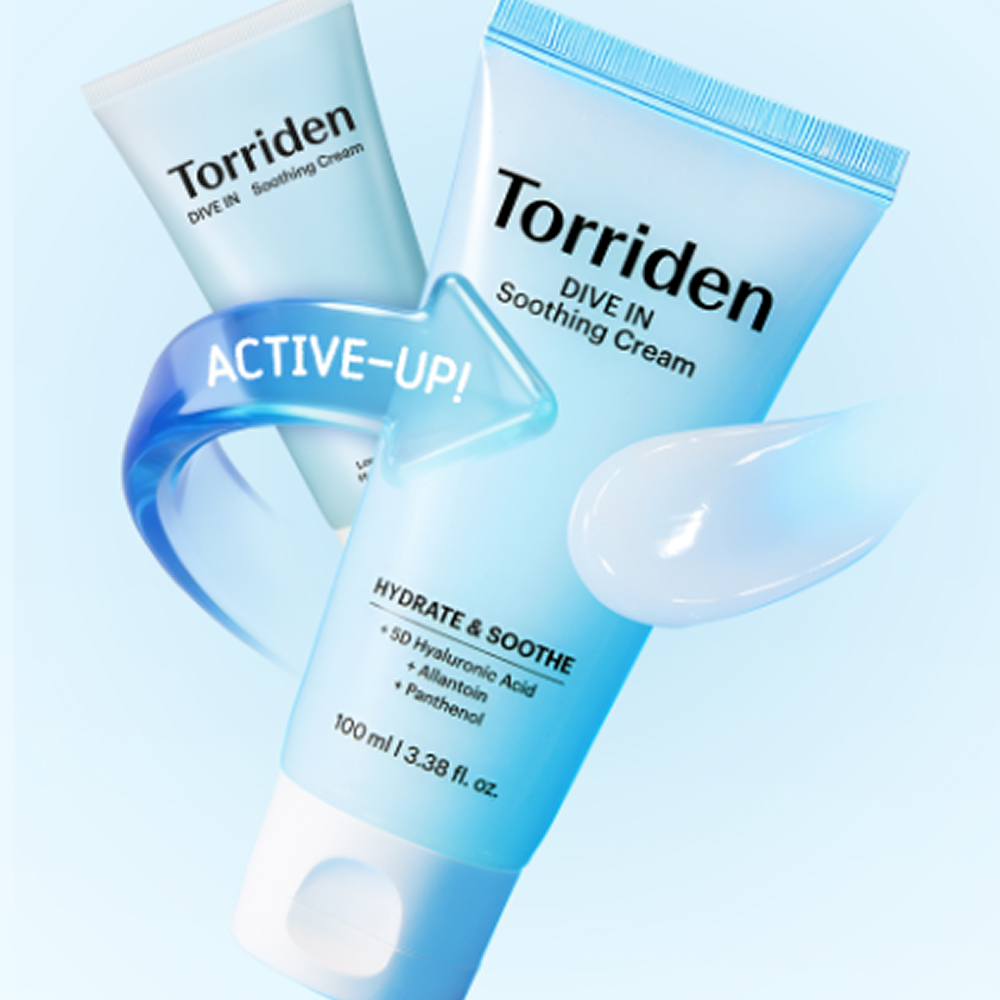 Torriden
DIVE IN Soothing Cream
ACTIVE-UP!
Torriden
DIVE IN
Soothing Cream
HYDRATE & SOOTHE
+ 5D Hyaluronic Acid
+ Allantoin
+ Panthenol
100 ml l 3.38 fl. oz.